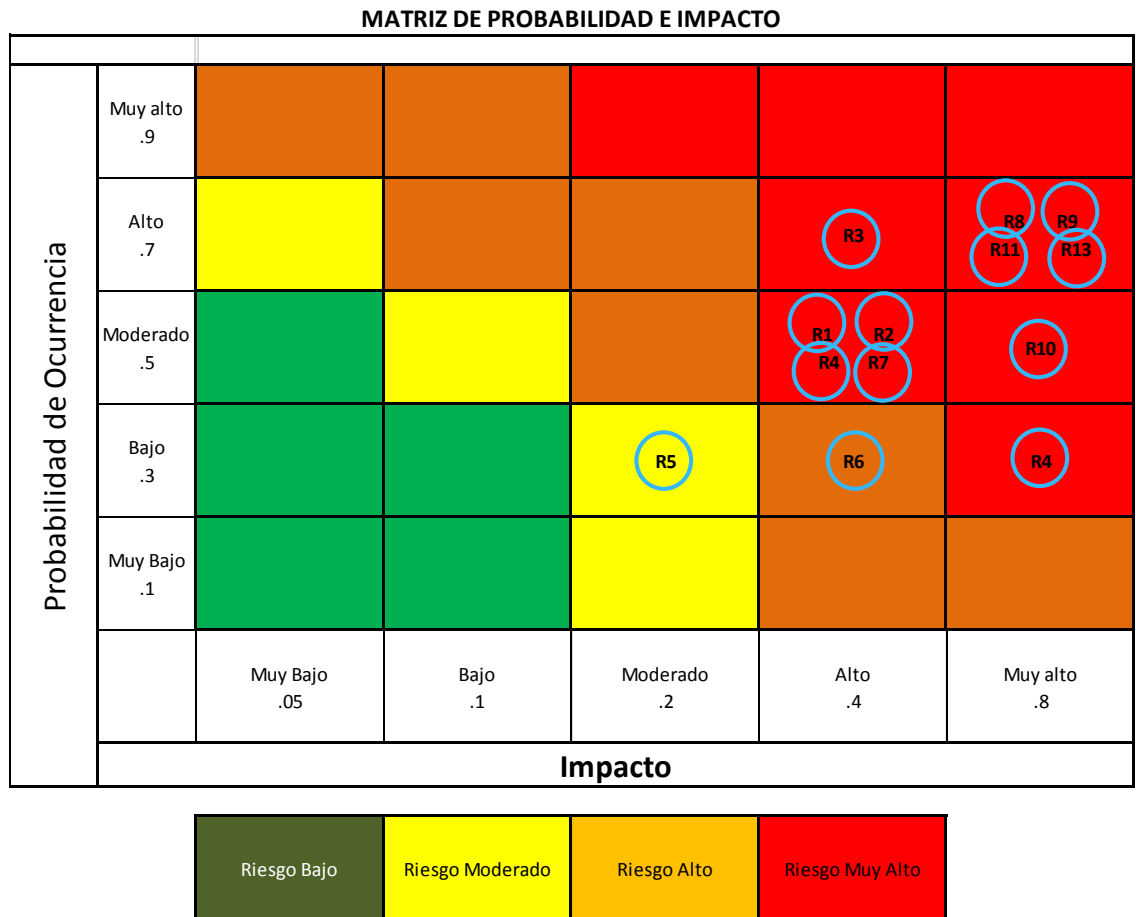 MATRIZ DE PROBABILIDAD E IMPACTO
Probabilidad de Ocurrencia
Muy alto
.9
Alto
.7
R3
R8
R9
R11
R13
Moderado
.5
R1
R2
R4
R7
R10
Bajo
.3
R5
R6
R4
Muy Bajo
.1
Muy Bajo
.05
Bajo
.1
Moderado
.2
Alto
.4
Muy alto
.8
Impacto
Riesgo Bajo
Riesgo Moderado
Riesgo Alto
Riesgo Muy Alto